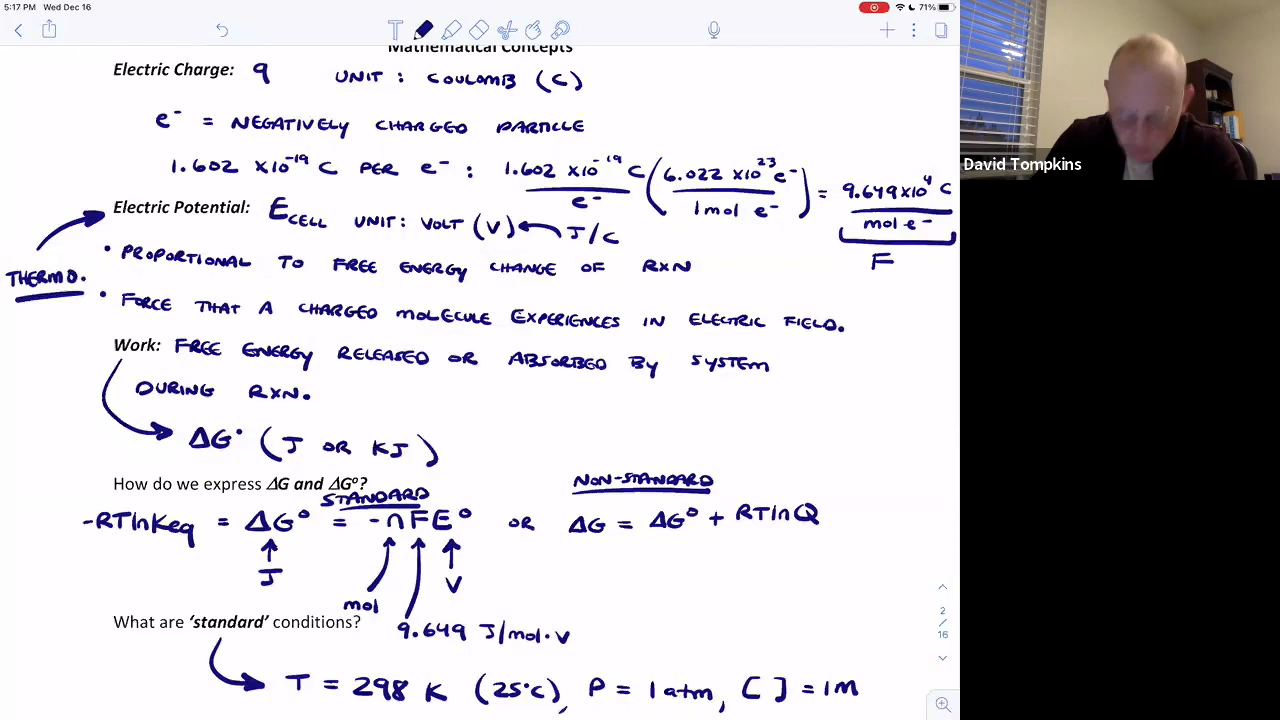 5:17 PM Wed Dec 16
71%
Mathematical Concepts
Electric Charge: q UNIT: COULOMB (C)
e⁻ = NEGATIVELY CHARGED PARTICLE
1.602 x10⁻¹⁹ C PER e⁻ : 1.602 x10⁻¹⁹ C / e⁻ (6.022 x10²³ e⁻ / 1 mol e⁻) = 9.649 x10⁴ C / mol e⁻
F
David Tompkins
Electric Potential: ECELL UNIT: VOLT (V) ← J/C
THERMO.
• PROPORTIONAL TO FREE ENERGY CHANGE OF RXN
• FORCE THAT A CHARGED MOLECULE EXPERIENCES IN ELECTRIC FIELD.
Work: FREE ENERGY RELEASED OR ABSORBED BY SYSTEM
DURING RXN.
ΔG° (J OR KJ)
How do we express ΔG and ΔG°?
STANDARD
NON-STANDARD
-RTlnKeq = ΔG° = -nFE° OR ΔG = ΔG° + RTlnQ
J
V
mol
9.649 J/mol·V
What are 'standard' conditions?
T = 298 K (25°C), P = 1 atm, [ ] = 1M
2
/
16